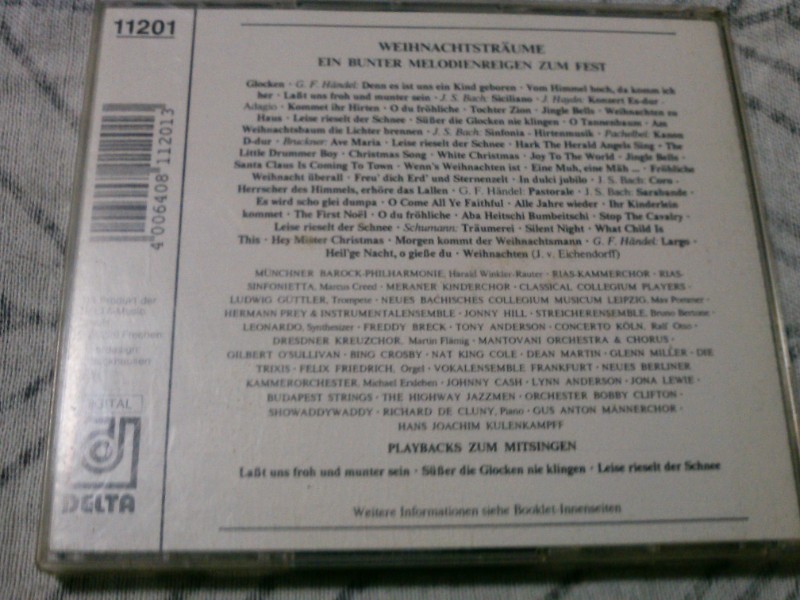 11201
WEIHNACHTSTRÄUME
EIN BUNTER MELODIENREIGEN ZUM FEST
Glocken · G. F. Händel: Denn es ist uns ein Kind geboren · Vom Himmel hoch, da komm ich
her · Laßt uns froh und munter sein · J. S. Bach: Siciliano · J. Haydn: Konzert Es-dur ·
Adagio · Kommet ihr Hirten · O du fröhliche · Tochter Zion · Jingle Bells · Weihnachten zu
Haus · Leise rieselt der Schnee · Süßer die Glocken nie klingen · O Tannenbaum · Am
Weihnachtsbaum die Lichter brennen · J. S. Bach: Sinfonia · Hirtenmusik · Pachelbel: Kanon
D-dur · Bruckner: Ave Maria · Leise rieselt der Schnee · Hark The Herald Angels Sing · The
Little Drummer Boy · Christmas Song · White Christmas · Joy To The World · Jingle Bells ·
Santa Claus Is Coming To Town · Wenn's Weihnachten ist · Eine Muh, eine Mäh ... · Fröhliche
Weihnacht überall · Freu' dich Erd' und Sternenzelt · In dulci jubilo · J. S. Bach: Coro ·
Herrscher des Himmels, erhöre das Lallen · G. F. Händel: Pastorale · J. S. Bach: Sarabande ·
Es wird scho glei dumpa · O Come All Ye Faithful · Alle Jahre wieder · Ihr Kinderlein
kommet · The First Noël · O du fröhliche · Aba Heitschi Bumbeitschi · Stop The Cavalry ·
Leise rieselt der Schnee · Schumann: Träumerei · Silent Night · What Child Is
This · Hey Mister Christmas · Morgen kommt der Weihnachtsmann · G. F. Händel: Largo ·
Heil'ge Nacht, o gieße du · Weihnachten (J. v. Eichendorff)
MÜNCHNER BAROCK-PHILHARMONIE, Harald Winkler-Rauter · RIAS-KAMMERCHOR · RIAS-
SINFONIETTA, Marcus Creed · MERANER KINDERCHOR · CLASSICAL COLLEGIUM PLAYERS ·
LUDWIG GÜTTLER, Trompete · NEUES BACHISCHES COLLEGIUM MUSICUM LEIPZIG, Max Pommer ·
HERMANN PREY & INSTRUMENTALENSEMBLE · JONNY HILL · STREICHERENSEMBLE, Bruno Bertone ·
LEONARDO, Synthesizer · FREDDY BRECK · TONY ANDERSON · CONCERTO KÖLN, Ralf Otto ·
DRESDNER KREUZCHOR, Martin Flämig · MANTOVANI ORCHESTRA & CHORUS ·
GILBERT O'SULLIVAN · BING CROSBY · NAT KING COLE · DEAN MARTIN · GLENN MILLER · DIE
TRIXIS · FELIX FRIEDRICH, Orgel · VOKALENSEMBLE FRANKFURT · NEUES BERLINER
KAMMERORCHESTER, Michael Erxleben · JOHNNY CASH · LYNN ANDERSON · JONA LEWIE ·
BUDAPEST STRINGS · THE HIGHWAY JAZZMEN · ORCHESTER BOBBY CLIFTON ·
SHOWADDYWADDY · RICHARD DE CLUNY, Piano · GUS ANTON MÄNNERCHOR ·
HANS JOACHIM KULENKAMPFF
PLAYBACKS ZUM MITSINGEN
Laßt uns froh und munter sein · Süßer die Glocken nie klingen · Leise rieselt der Schnee
Weitere Informationen siehe Booklet-Innenseiten
4 006408 112013
Produkt der
Frechen
DIGITAL
DELTA